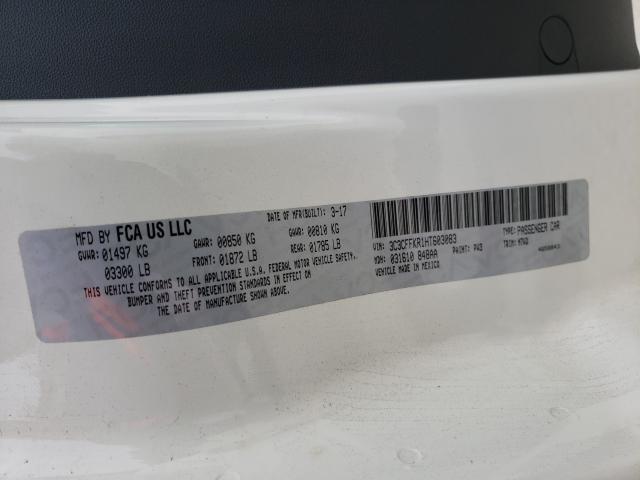 MFD BY FCA US LLC
DATE OF MFR(BUILT): 3-17
GVWR: 01497 KG
GAWR: 00850 KG
GAWR: 00810 KG
03300 LB
FRONT: 01872 LB
REAR: 01785 LB
THIS VEHICLE CONFORMS TO ALL APPLICABLE U.S.A. FEDERAL MOTOR VEHICLE SAFETY,
BUMPER AND THEFT PREVENTION STANDARDS IN EFFECT ON
THE DATE OF MANUFACTURE SHOWN ABOVE.
VIN: 3C3CFFKR1HT603083
TYPE: PASSENGER CAR
MDH: 031610 848AA
PAINT: PW3
TRIM:
VEHICLE MADE IN MEXICO